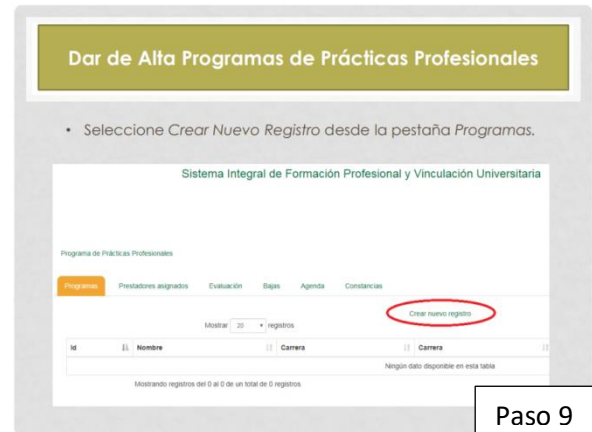 Dar de Alta Programas de Prácticas Profesionales
• Seleccione Crear Nuevo Registro desde la pestaña Programas.
Sistema Integral de Formación Profesional y Vinculación Universitaria
Programa de Prácticas Profesionales
Programas Prestadores asignados Evaluación Bajas Agenda Constancias
Crear nuevo registro
Mostrar 20 registros
Id Nombre Carrera Carrera
Ningún dato disponible en esta tabla
Mostrando registros del 0 al 0 de un total de 0 registros
Paso 9